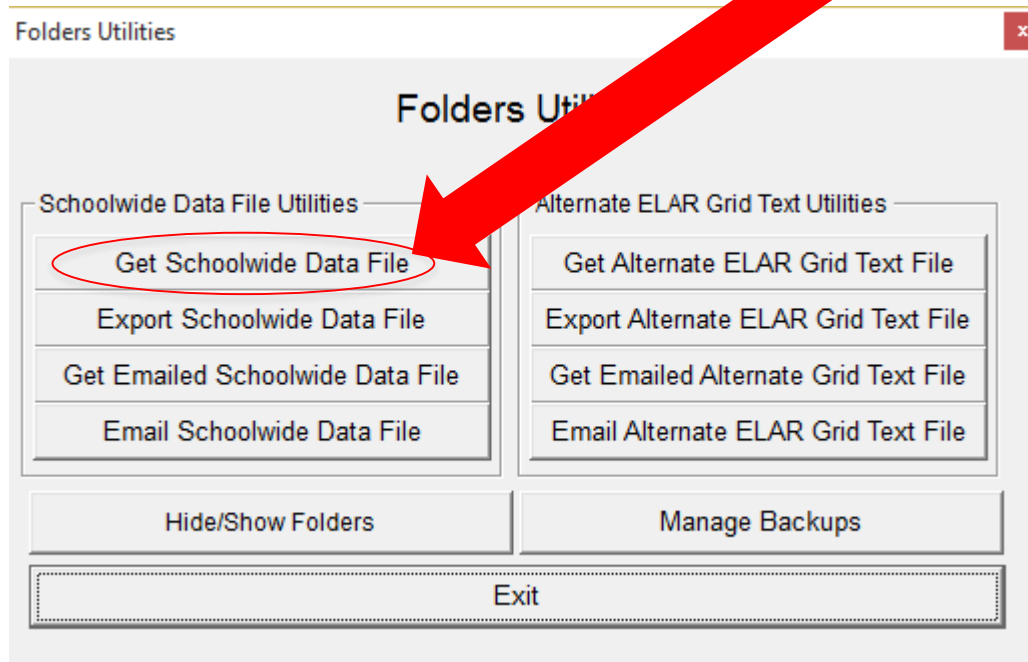 Folders Utilities
x
Folders Util
Schoolwide Data File Utilities
Get Schoolwide Data File
Export Schoolwide Data File
Get Emailed Schoolwide Data File
Email Schoolwide Data File
Alternate ELAR Grid Text Utilities
Get Alternate ELAR Grid Text File
Export Alternate ELAR Grid Text File
Get Emailed Alternate Grid Text File
Email Alternate ELAR Grid Text File
Hide/Show Folders
Manage Backups
Exit